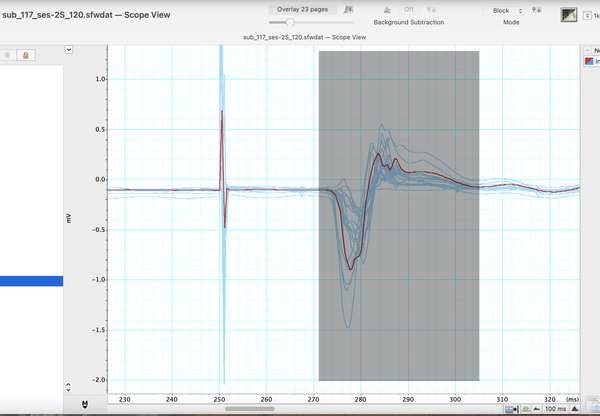 sub_117_ses-2S_120.sfwdat — Scope View
Overlay 23 pages
Off
Background Subtraction
Block
Mode
1k
sub_117_ses-2S_120.sfwdat — Scope View
1.0
0.5
0.0
-0.5
-1.0
-1.5
-2.0
mV
230 240 250 260 270 280 290 300 310 320 (ms)
100 ms